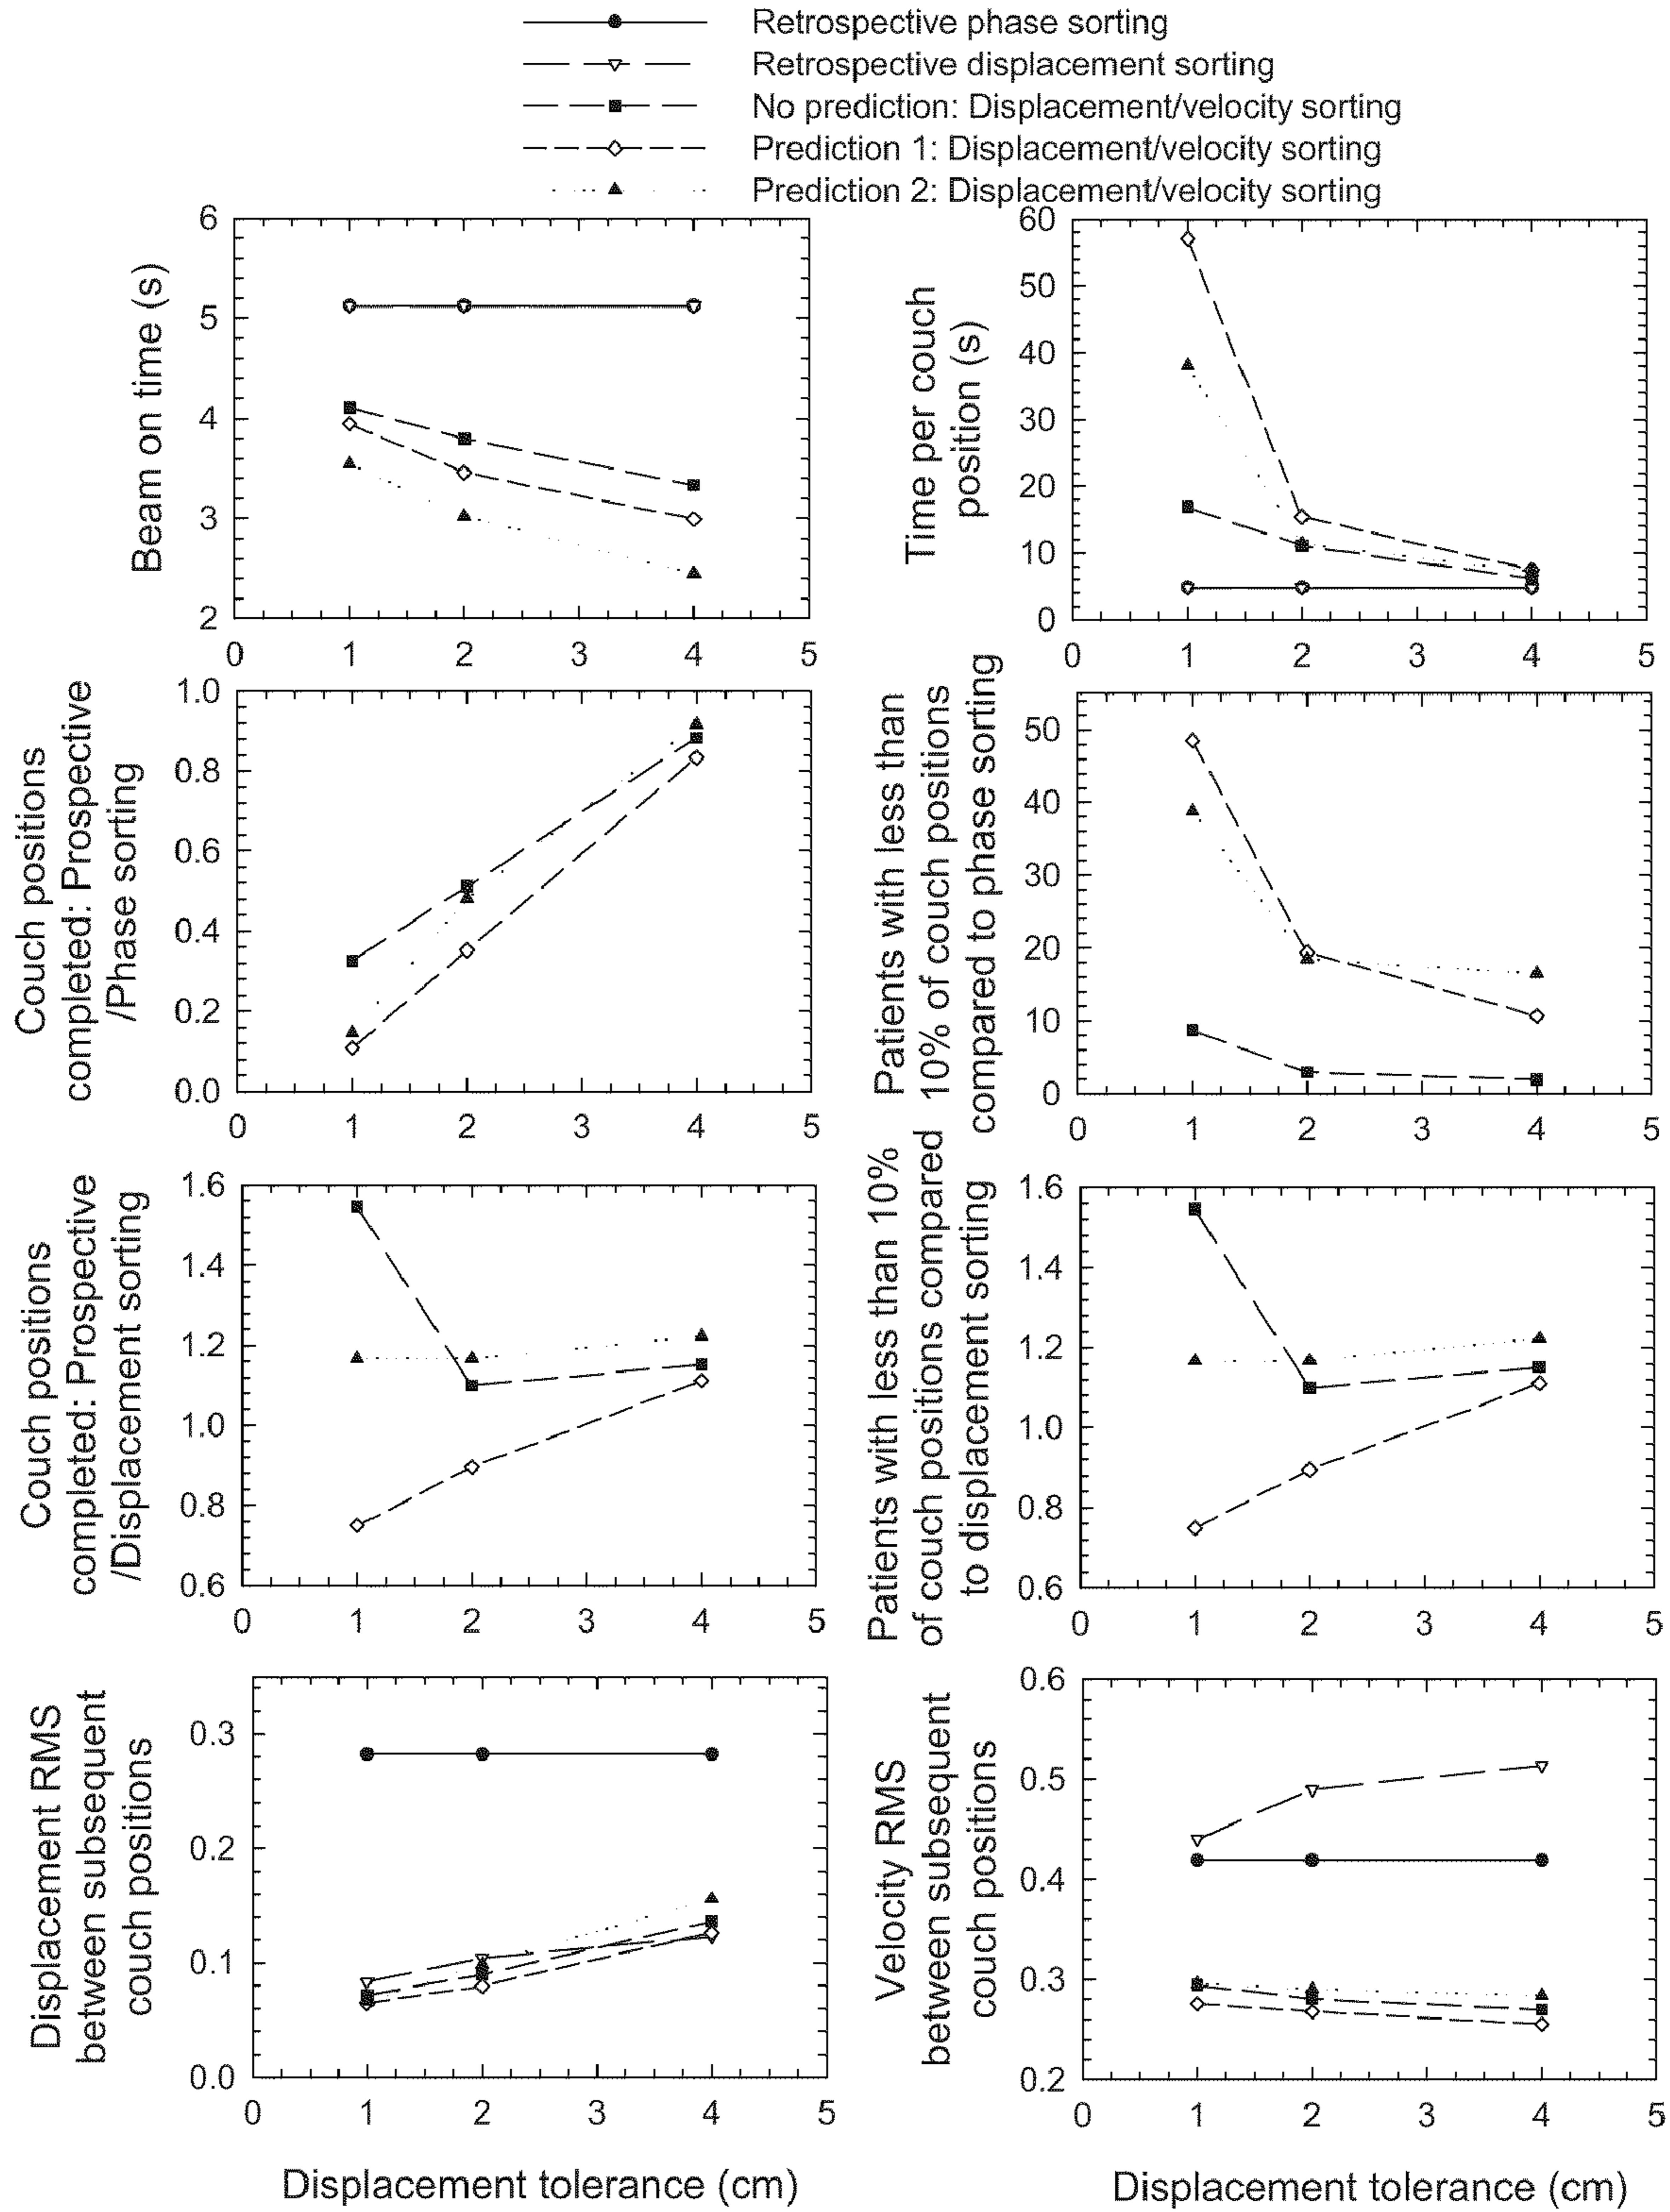 Retrospective phase sorting
Retrospective displacement sorting
No prediction: Displacement/velocity sorting
Prediction 1: Displacement/velocity sorting
Prediction 2: Displacement/velocity sorting
Beam on time (s)
6
5
4
3
2
0 1 2 3 4 5
Time per couch
position (s)
60
50
40
30
20
10
0
0 1 2 3 4 5
Couch positions
completed: Prospective
/Phase sorting
1.0
0.8
0.6
0.4
0.2
0.0
0 1 2 3 4 5
Patients with less than
10% of couch positions
compared to phase sorting
50
40
30
20
10
0
0 1 2 3 4 5
Couch positions
completed: Prospective
/Displacement sorting
1.6
1.4
1.2
1.0
0.8
0.6
0 1 2 3 4 5
Patients with less than 10%
of couch positions compared
to displacement sorting
1.6
1.4
1.2
1.0
0.8
0.6
0 1 2 3 4 5
Displacement RMS
between subsequent
couch positions
0.3
0.2
0.1
0.0
0 1 2 3 4 5
Displacement tolerance (cm)
Velocity RMS
between subsequent
couch positions
0.6
0.5
0.4
0.3
0.2
0 1 2 3 4 5
Displacement tolerance (cm)